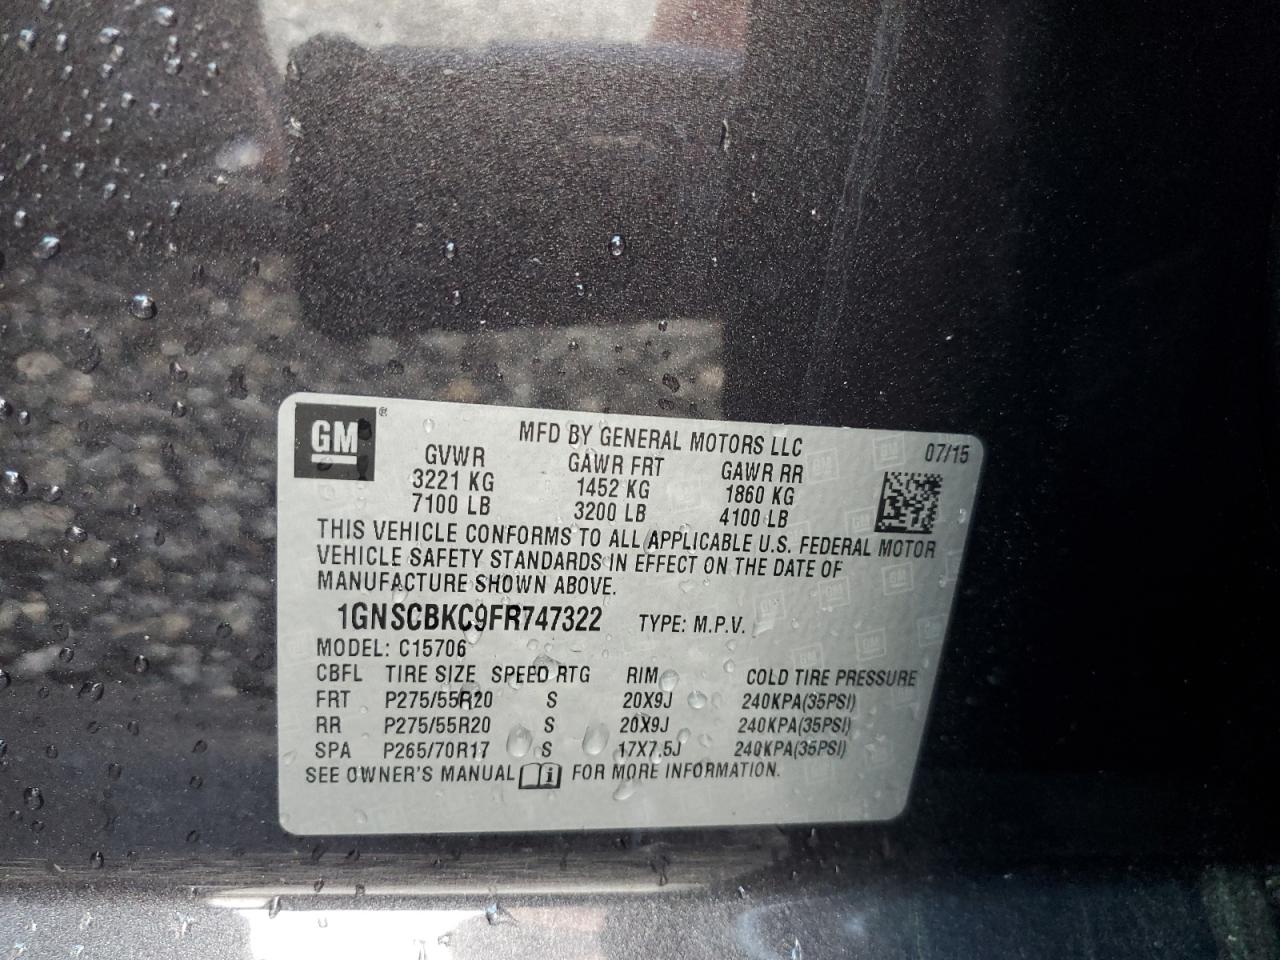 GM ®
MFD BY GENERAL MOTORS LLC 07/15
GVWR GAWR FRT GAWR RR
3221 KG 1452 KG 1860 KG
7100 LB 3200 LB 4100 LB
THIS VEHICLE CONFORMS TO ALL APPLICABLE U.S. FEDERAL MOTOR
VEHICLE SAFETY STANDARDS IN EFFECT ON THE DATE OF
MANUFACTURE SHOWN ABOVE.
1GNSCBKC9FR747322 TYPE: M.P.V.
MODEL: C15706
CBFL TIRE SIZE SPEED RTG RIM COLD TIRE PRESSURE
FRT P275/55R20 S 20X9J 240KPA(35PSI)
RR P275/55R20 S 20X9J 240KPA(35PSI)
SPA P265/70R17 S 17X7.5J 240KPA(35PSI)
SEE OWNER'S MANUAL i FOR MORE INFORMATION.